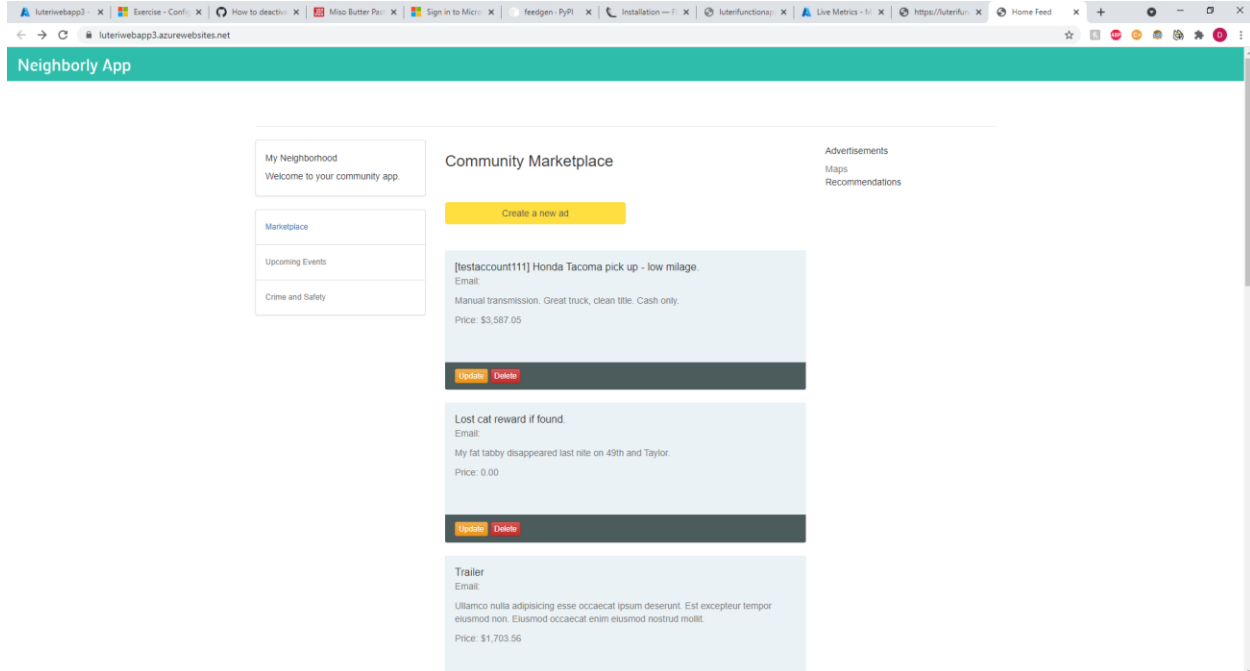 luteriwebapp3 -
Exercise - Config
How to deactiv
Miso Butter Past
Sign in to Micro
feedgen · PyPI
Installation — Fl
luterifunctionap
Live Metrics - M
https://luterifun
Home Feed
luteriwebapp3.azurewebsites.net
ABP
D
Neighborly App
My Neighborhood
Welcome to your community app.
Marketplace
Upcoming Events
Crime and Safety
Community Marketplace
Create a new ad
[testaccount111] Honda Tacoma pick up - low milage.
Email:
Manual transmission. Great truck, clean title. Cash only.
Price: $3,587.05
Update Delete
Lost cat reward if found.
Email:
My fat tabby disappeared last nite on 49th and Taylor.
Price: 0.00
Update Delete
Trailer
Email:
Ullamco nulla adipisicing esse occaecat ipsum deserunt. Est excepteur tempor
eiusmod non. Eiusmod occaecat enim eiusmod nostrud mollit.
Price: $1,703.56
Advertisements
Maps
Recommendations